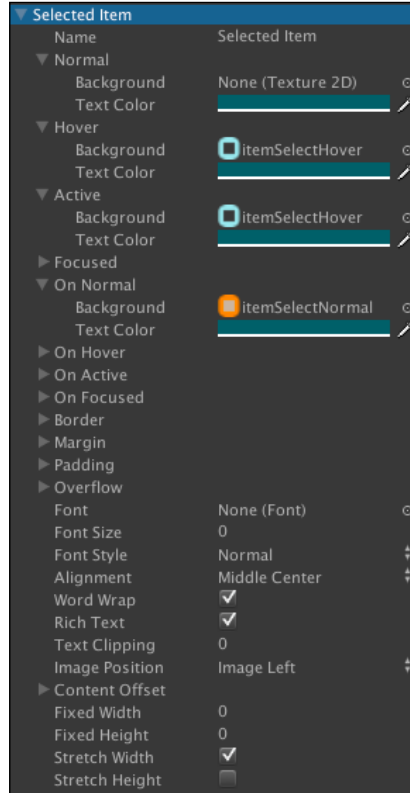 Selected Item
Name Selected Item
Normal
Background None (Texture 2D)
Text Color
Hover
Background itemSelectHover
Text Color
Active
Background itemSelectHover
Text Color
Focused
On Normal
Background itemSelectNormal
Text Color
On Hover
On Active
On Focused
Border
Margin
Padding
Overflow
Font None (Font)
Font Size 0
Font Style Normal
Alignment Middle Center
Word Wrap
Rich Text
Text Clipping 0
Image Position Image Left
Content Offset
Fixed Width 0
Fixed Height 0
Stretch Width
Stretch Height